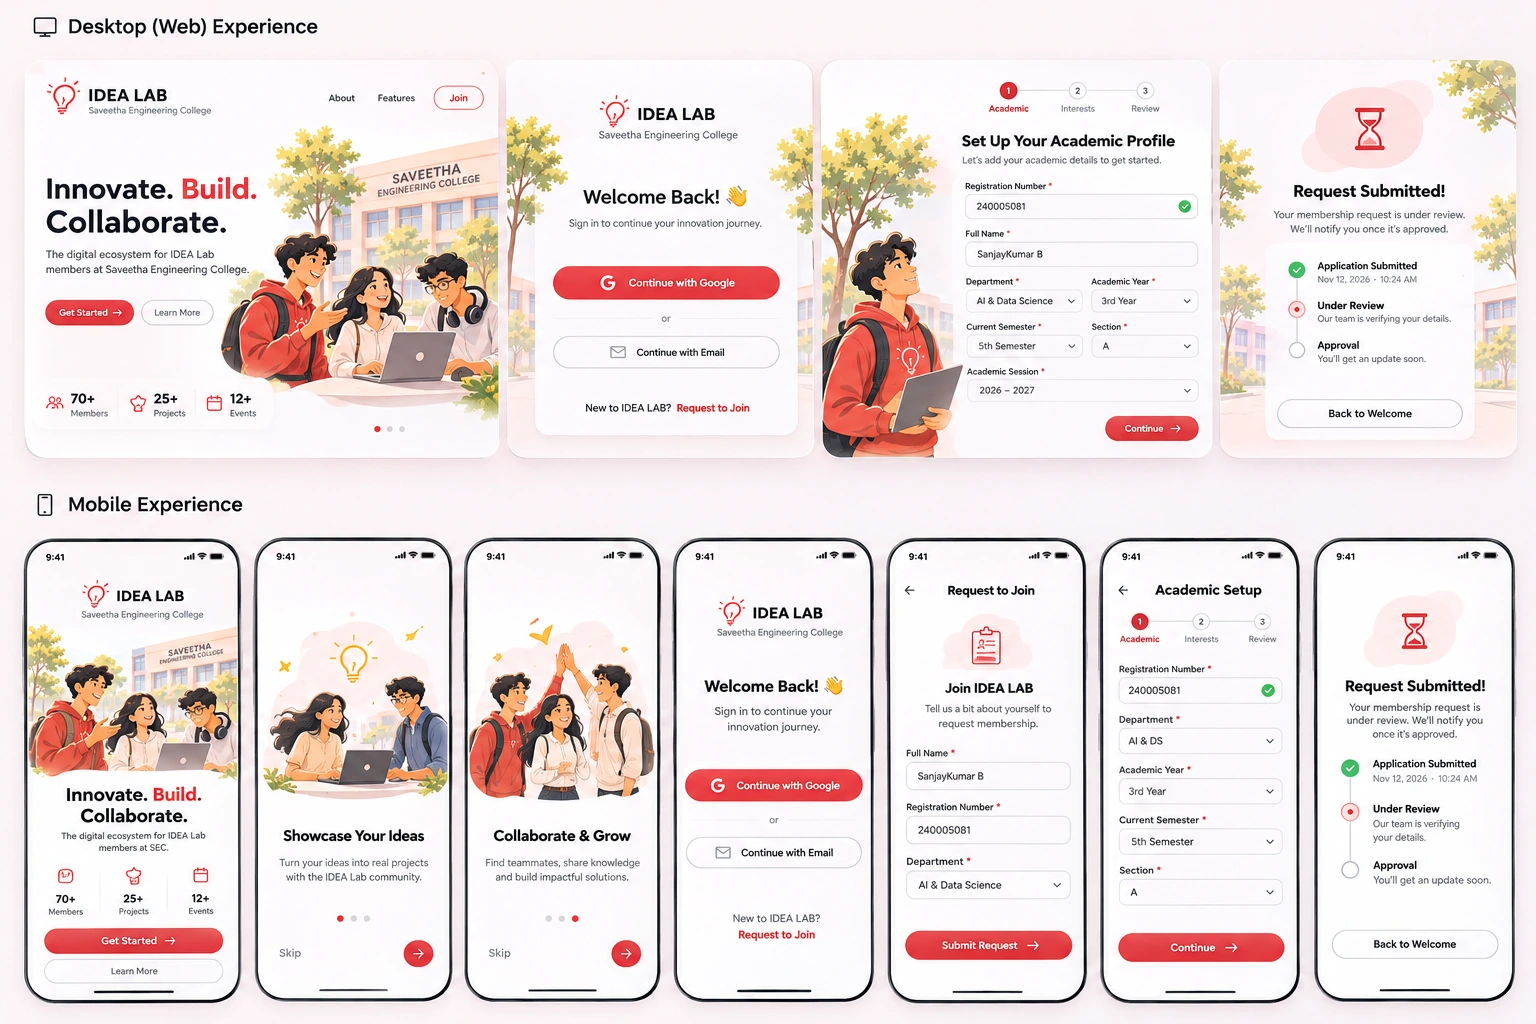 Desktop (Web) Experience
IDEA LAB
Saveetha Engineering College
About
Features
Join
SAVEETHA
ENGINEERING COLLEGE
Innovate. Build.
Collaborate.
The digital ecosystem for IDEA Lab
members at Saveetha Engineering College.
Get Started →
Learn More
70+
Members
25+
Projects
12+
Events
IDEA LAB
Saveetha Engineering College
Welcome Back! 👋
Sign in to continue your innovation journey.
G Continue with Google
or
Continue with Email
New to IDEA LAB? Request to Join
1
2
3
Academic
Interests
Review
Set Up Your Academic Profile
Let's add your academic details to get started.
Registration Number *
240005081
Full Name *
SanjayKumar B
Department *
Academic Year *
AI & Data Science
3rd Year
Current Semester *
Section *
5th Semester
A
Academic Session *
2026 – 2027
Continue →
Request Submitted!
Your membership request is under review.
We'll notify you once it's approved.
Application Submitted
Nov 12, 2026 · 10:24 AM
Under Review
Our team is verifying your details.
Approval
You'll get an update soon.
Back to Welcome
Mobile Experience
9:41
IDEA LAB
Saveetha Engineering College
SAVEETHA
ENGINEERING COLLEGE
Innovate. Build.
Collaborate.
The digital ecosystem for IDEA Lab
members at SEC.
70+
Members
25+
Projects
12+
Events
Get Started →
Learn More
9:41
Showcase Your Ideas
Turn your ideas into real projects
with the IDEA Lab community.
Skip
→
9:41
Collaborate & Grow
Find teammates, share knowledge
and build impactful solutions.
Skip
→
9:41
IDEA LAB
Saveetha Engineering College
Welcome Back! 👋
Sign in to continue your
innovation journey.
G Continue with Google
or
Continue with Email
New to IDEA LAB?
Request to Join
9:41
← Request to Join
Join IDEA LAB
Tell us a bit about yourself to
request membership.
Full Name *
SanjayKumar B
Registration Number *
240005081
Department *
AI & Data Science
Submit Request →
9:41
← Academic Setup
1
2
3
Academic
Interests
Review
Registration Number *
240005081
Department *
AI & DS
Academic Year *
3rd Year
Current Semester *
5th Semester
Section *
A
Continue →
9:41
Request Submitted!
Your membership request is
under review. We'll notify you
once it's approved.
Application Submitted
Nov 12, 2026 · 10:24 AM
Under Review
Our team is verifying
your details.
Approval
You'll get an update soon.
Back to Welcome